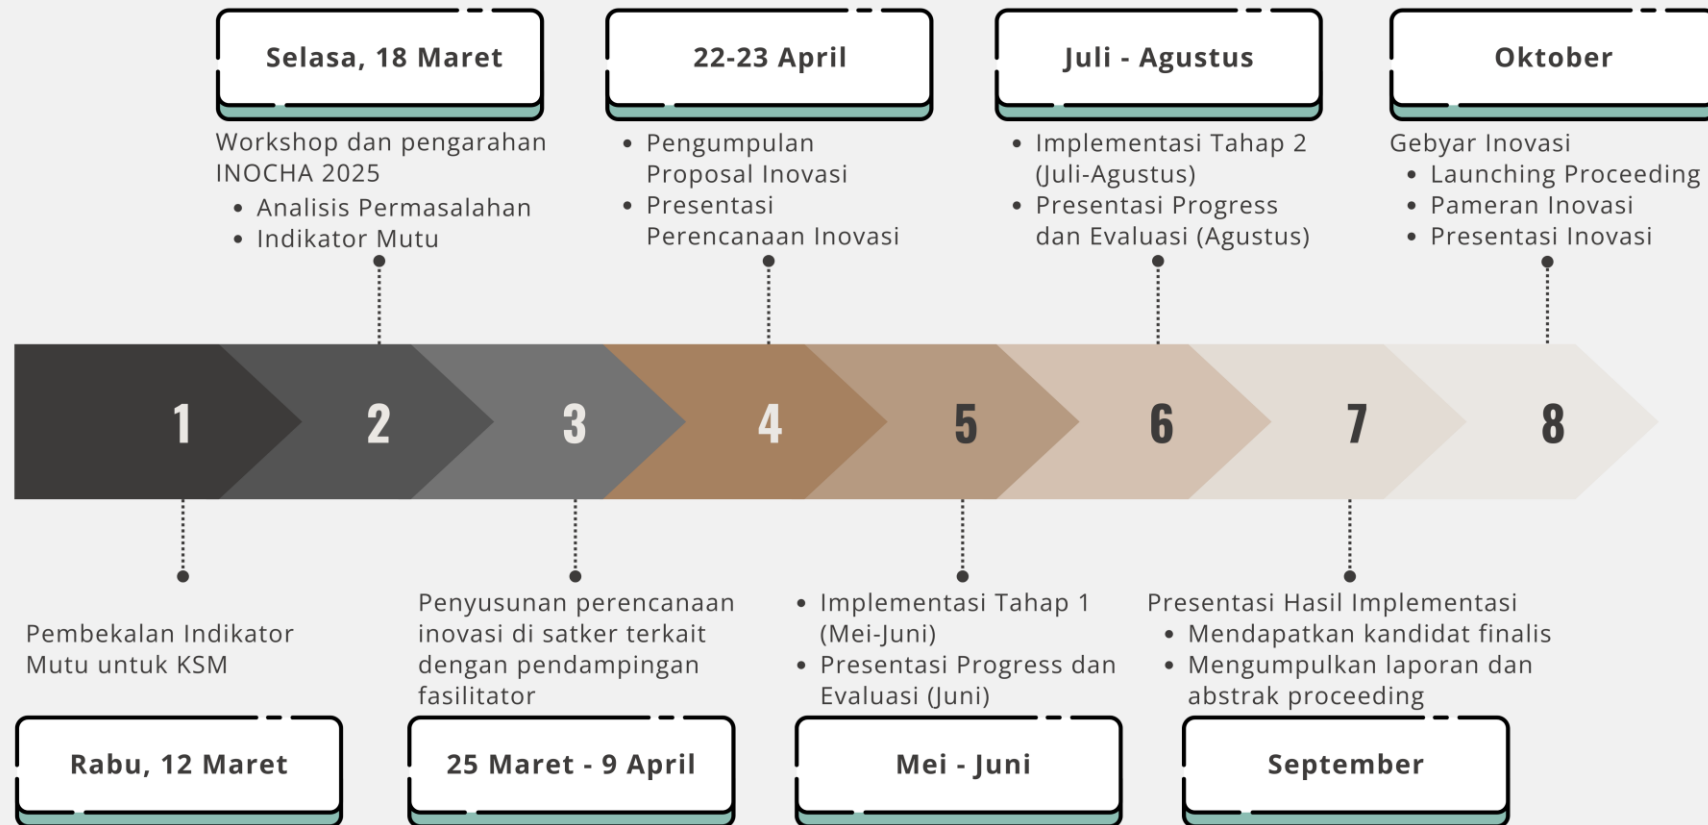 Selasa, 18 Maret
Workshop dan pengarahan
INOCHA 2025
• Analisis Permasalahan
• Indikator Mutu
22-23 April
• Pengumpulan
Proposal Inovasi
• Presentasi
Perencanaan Inovasi
Juli - Agustus
• Implementasi Tahap 2
(Juli-Agustus)
• Presentasi Progress
dan Evaluasi (Agustus)
Oktober
Gebyar Inovasi
• Launching Proceeding
• Pameran Inovasi
• Presentasi Inovasi
1
2
3
4
5
6
7
8
Pembekalan Indikator
Mutu untuk KSM
Rabu, 12 Maret
Penyusunan perencanaan
inovasi di satker terkait
dengan pendampingan
fasilitator
25 Maret - 9 April
• Implementasi Tahap 1
(Mei-Juni)
• Presentasi Progress dan
Evaluasi (Juni)
Mei - Juni
Presentasi Hasil Implementasi
• Mendapatkan kandidat finalis
• Mengumpulkan laporan dan
abstrak proceeding
September